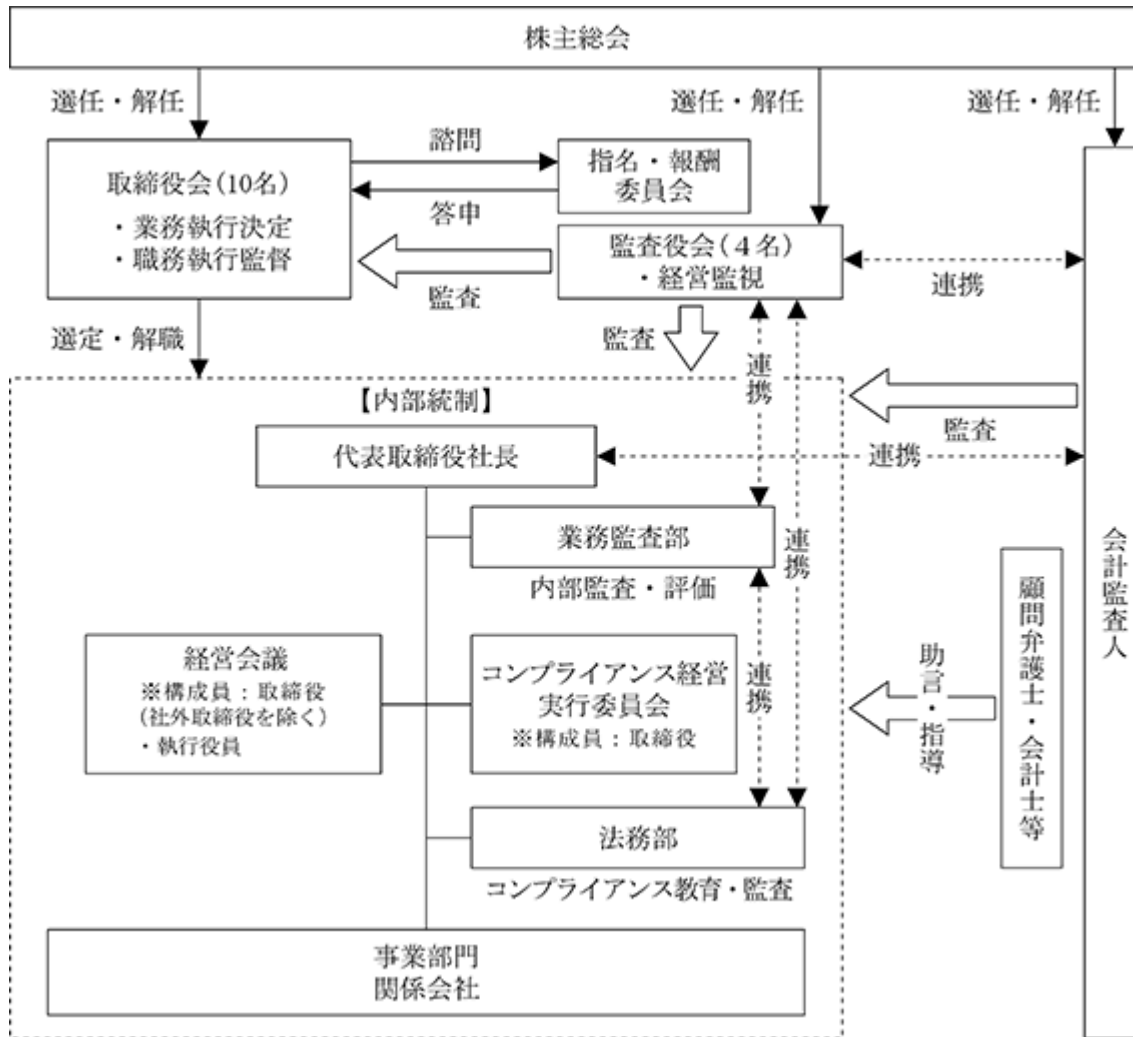 株主総会
選任・解任
選任・解任
選任・解任
取締役会(10名)
・業務執行決定
・職務執行監督
諮問
答申
指名・報酬
委員会
監査役会(4名)
・経営監視
監査
連携
選定・解職
監査
連携
【内部統制】
代表取締役社長
監査
連携
業務監査部
内部監査・評価
連携
会計監査人
経営会議
※構成員:取締役
(社外取締役を除く)
・執行役員
コンプライアンス経営
実行委員会
※構成員:取締役
連携
助言・指導
顧問弁護士・会計士等
法務部
コンプライアンス教育・監査
事業部門
関係会社